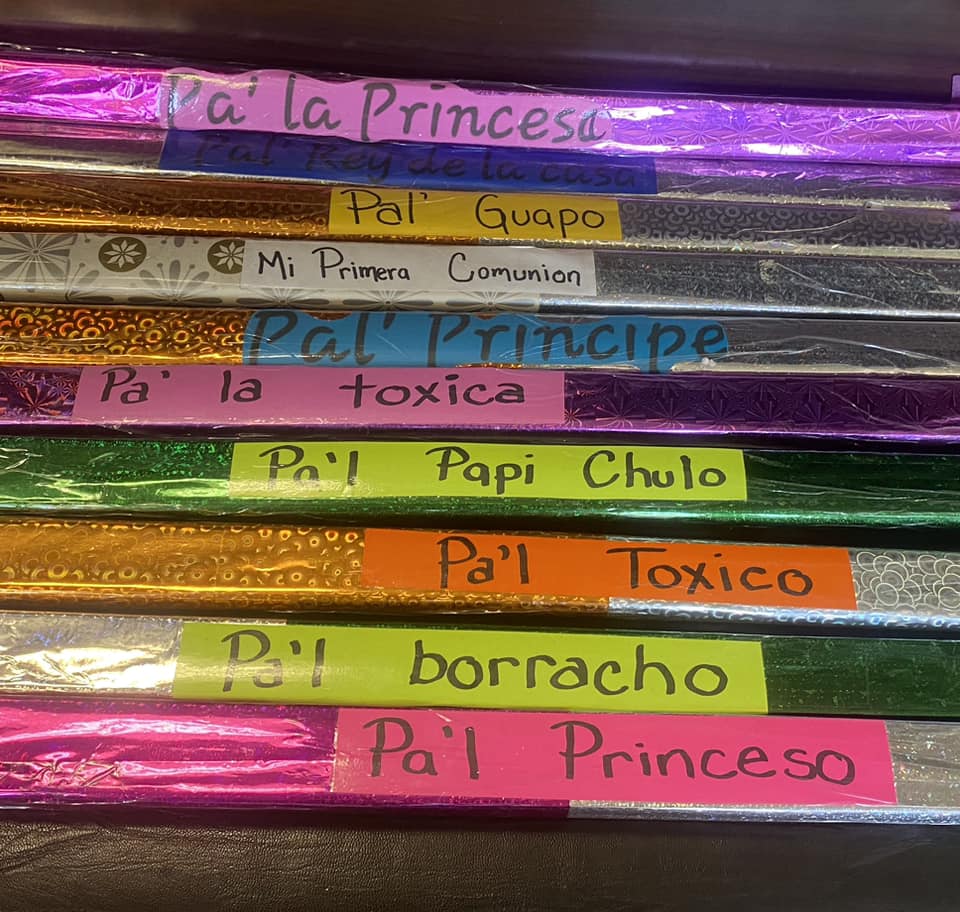 Pa' la Princesa
Pal' Rey de la casa
Pal' Guapo
Mi Primera Comunion
Pal' Principe
Pa' la toxica
Pa'l Papi Chulo
Pa'l Toxico
Pa'l borracho
Pa'l Princeso